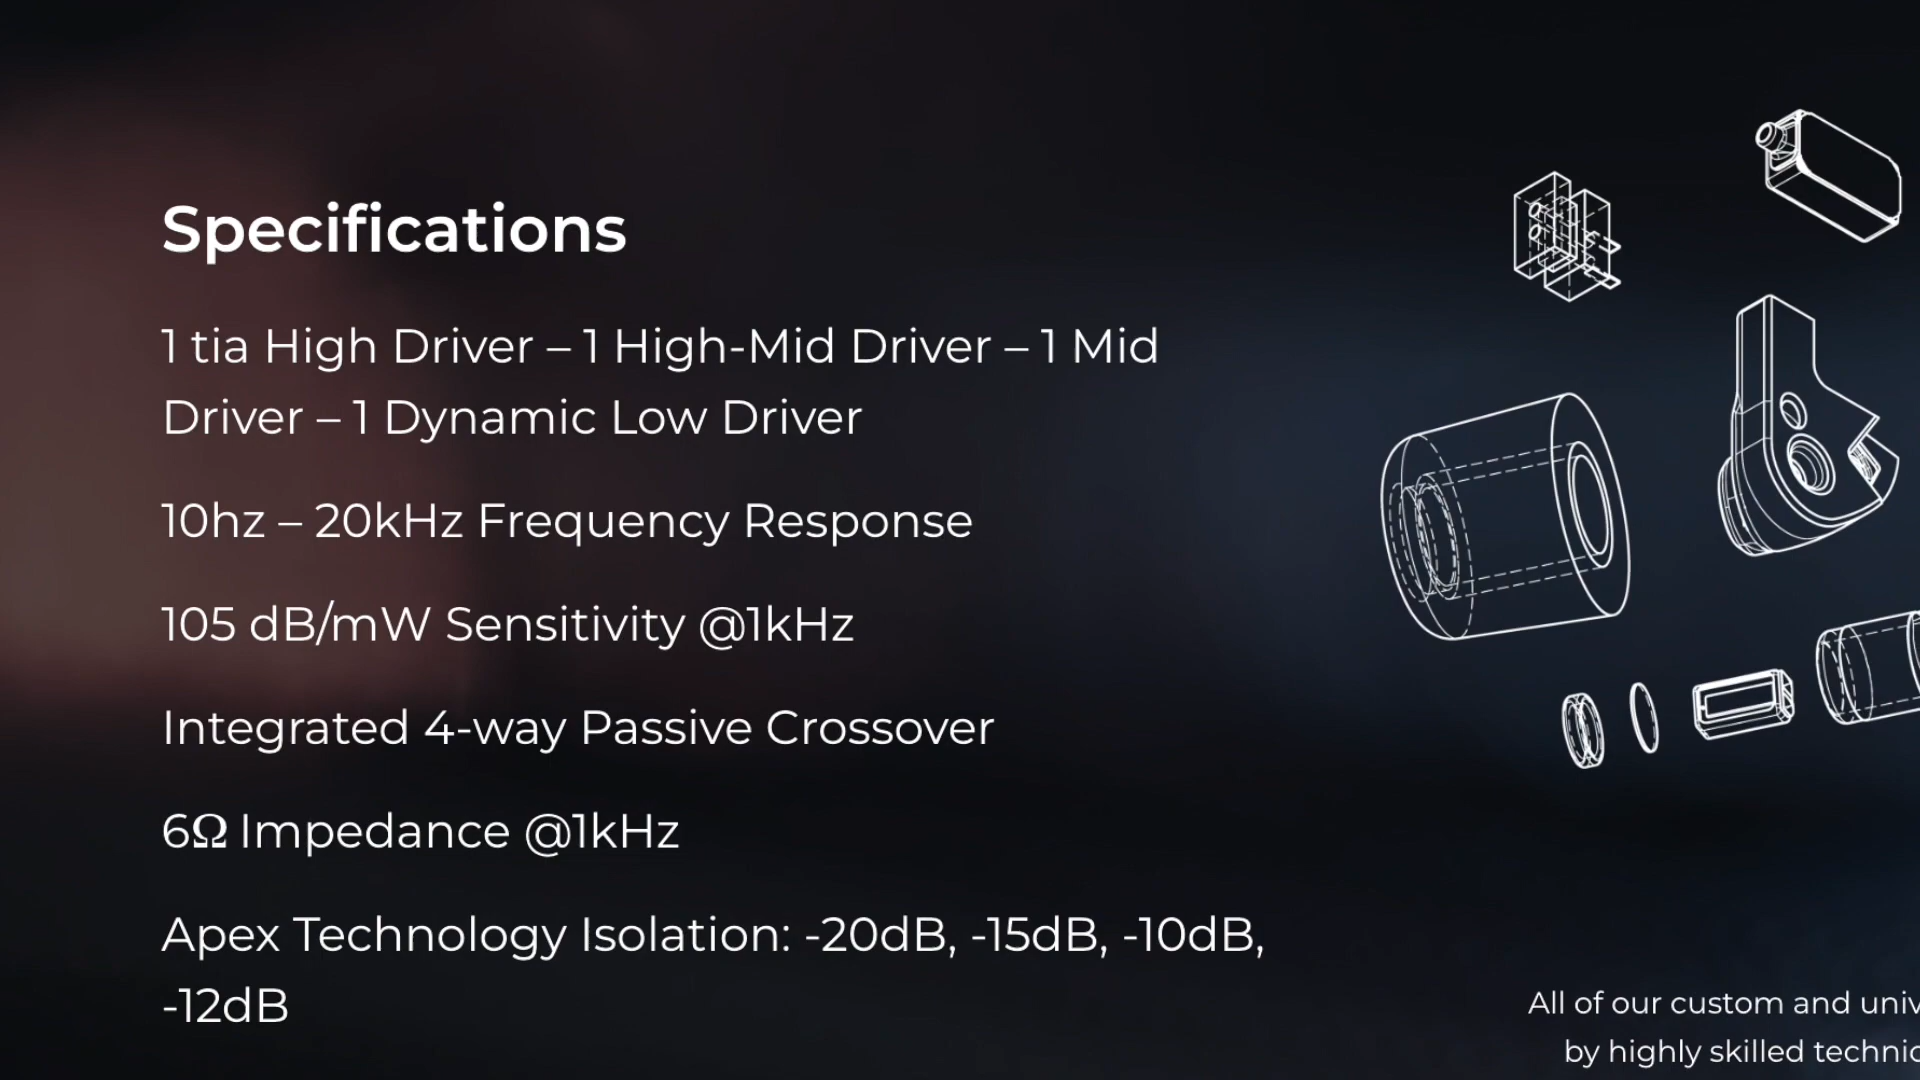 Specifications
1 tia High Driver – 1 High-Mid Driver – 1 Mid
Driver – 1 Dynamic Low Driver
10hz – 20kHz Frequency Response
105 dB/mW Sensitivity @1kHz
Integrated 4-way Passive Crossover
6Ω Impedance @1kHz
Apex Technology Isolation: -20dB, -15dB, -10dB,
-12dB
All of our custom and
by highly skilled